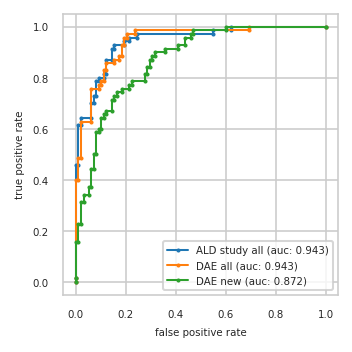 1.0
0.8
0.6
0.4
0.2
0.0
true positive rate
ALD study all (auc: 0.943)
DAE all (auc: 0.943)
DAE new (auc: 0.872)
0.0 0.2 0.4 0.6 0.8 1.0
false positive rate